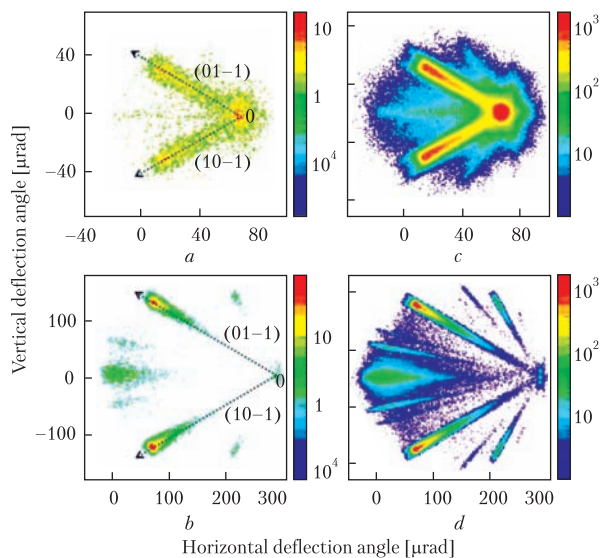 Vertical deflection angle [μrad]
40
0
−40
−40 0 40 80
(01−1)
0
(10−1)
10
1
10⁴
a
0 40 80
10³
10²
10
c
100
0
−100
0 100 200 300
(01−1)
0
(10−1)
10
1
10⁴
b
0 100 200 300
10³
10²
10
d
Horizontal deflection angle [μrad]